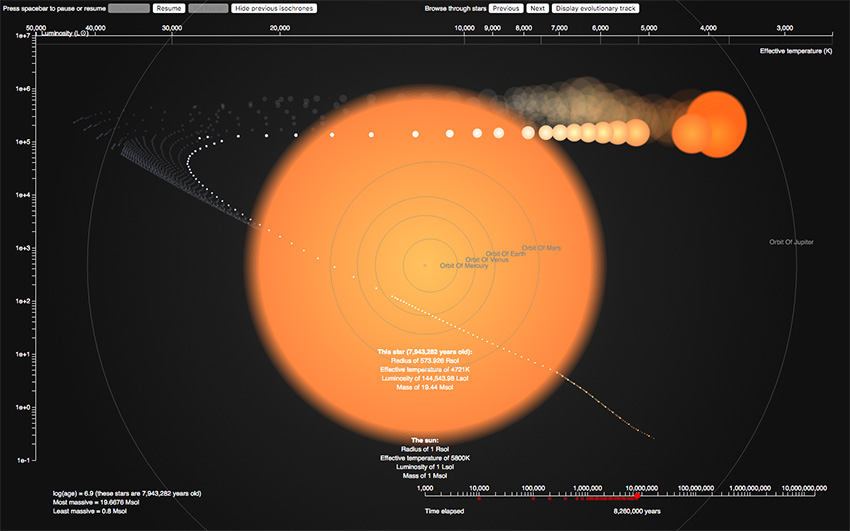 Press spacebar to pause or resume
Resume
Hide previous isochrones
Browse through stars
Previous
Next
Display evolutionary track
50,000
30,000
20,000
10,000
9,000
8,000
7,000
6,000
5,000
4,000
3,000
Luminosity (L⊙)
Effective temperature (K)
1e+7
1e+6
1e+5
1e+4
1e+3
1e+2
1e+1
1e+0
1e-1
Orbit Of Jupiter
Orbit Of Mars
Orbit Of Earth
Orbit Of Venus
Orbit Of Mercury
This star (7,943,282 years old):
Radius of 573.926 Rsol
Effective temperature of 4721K
Luminosity of 144,543.98 Lsol
Mass of 19.44 Msol
The sun:
Radius of 1 Rsol
Effective temperature of 5800K
Luminosity of 1 Lsol
Mass of 1 Msol
log(age) = 6.9 (these stars are 7,943,282 years old)
Most massive = 19.6676 Msol
Least massive = 0.8 Msol
1,000
10,000
100,000
1,000,000
10,000,000
100,000,000
1,000,000,000
10,000,000,000
Time elapsed
8,260,000 years